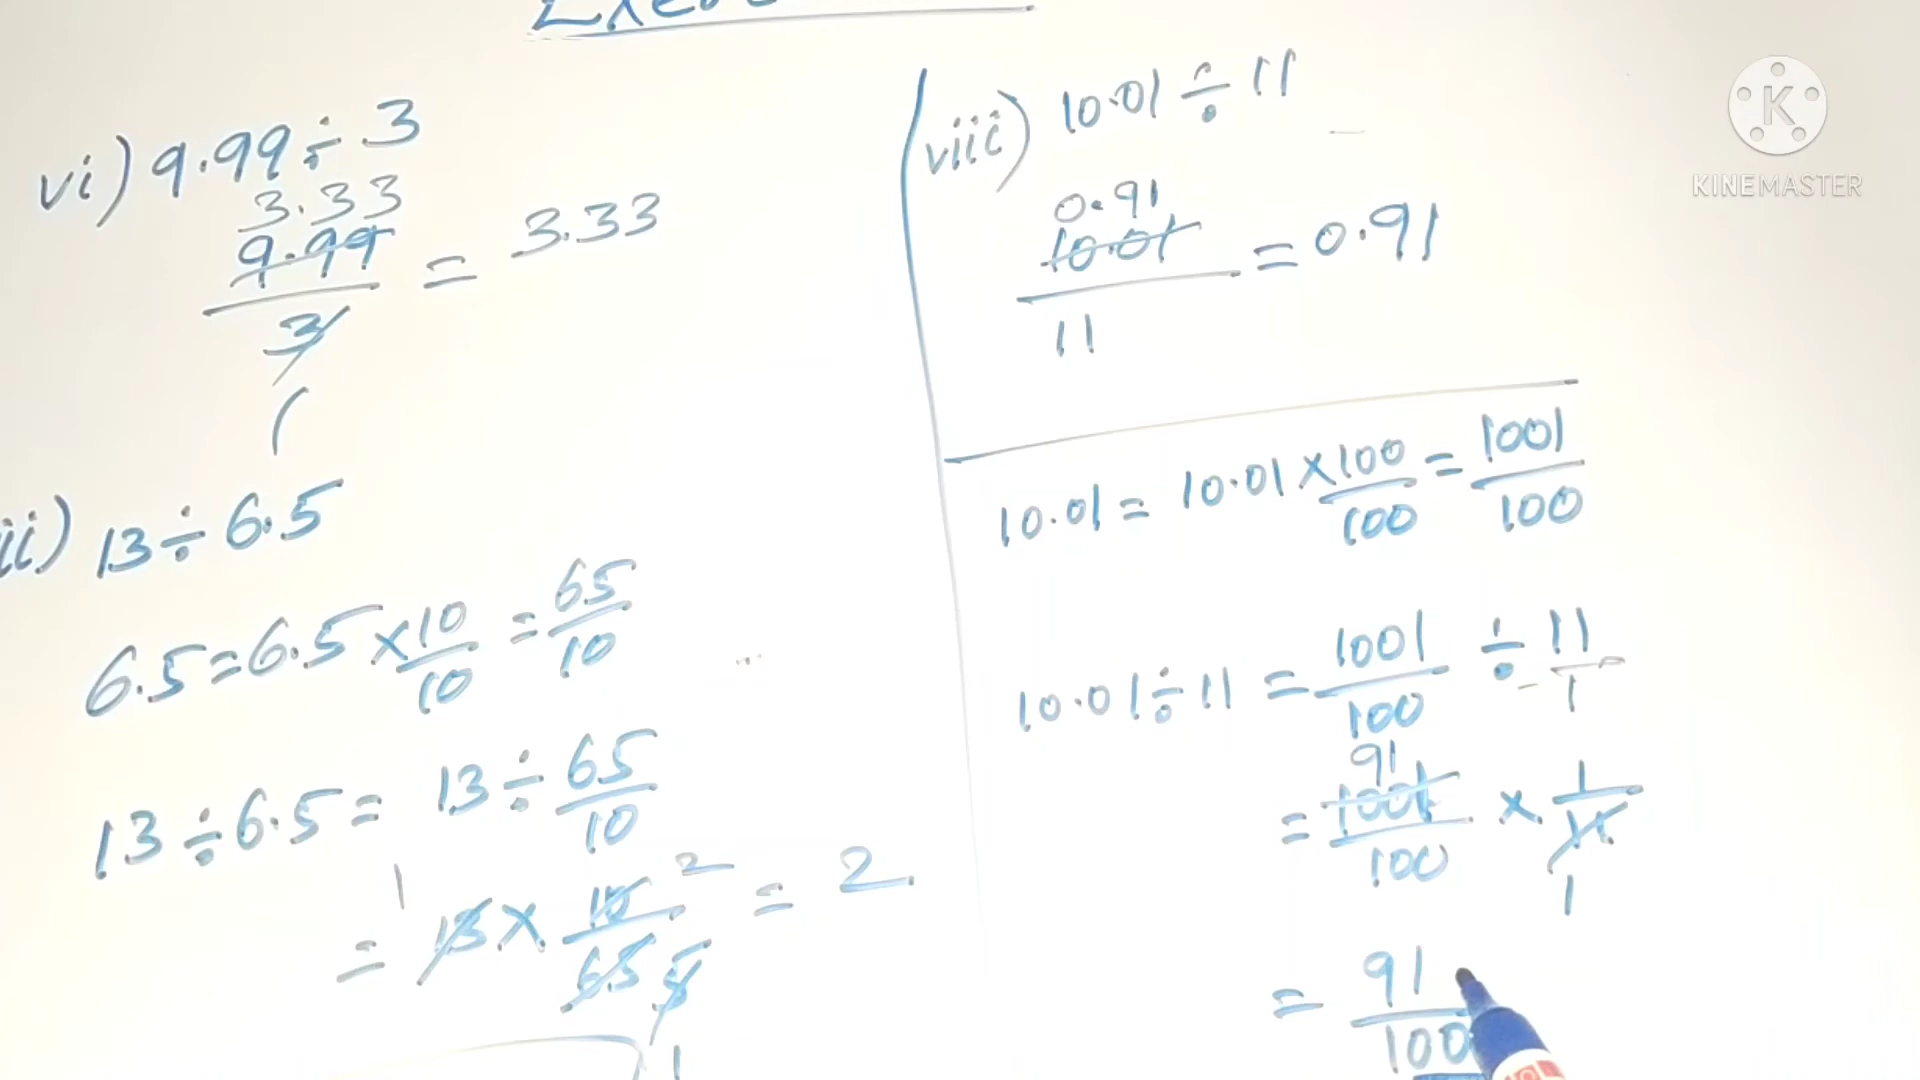 vi) 9.99 ÷ 3
3.33
9.99
= 3.33
3
ii) 13 ÷ 6.5
6.5 = 6.5 × 10/10 = 65/10
13 ÷ 6.5 = 13 ÷ 65/10
1 2
= 13 × 10/65 = 2
5
1
viii) 10.01 ÷ 11
0.91
10.01
= 0.91
11
10.01 = 10.01 × 100/100 = 1001/100
10.01 ÷ 11 = 1001/100 ÷ 11/1
91
= 1001/100 × 1/11
1
= 91/100
KINEMASTER